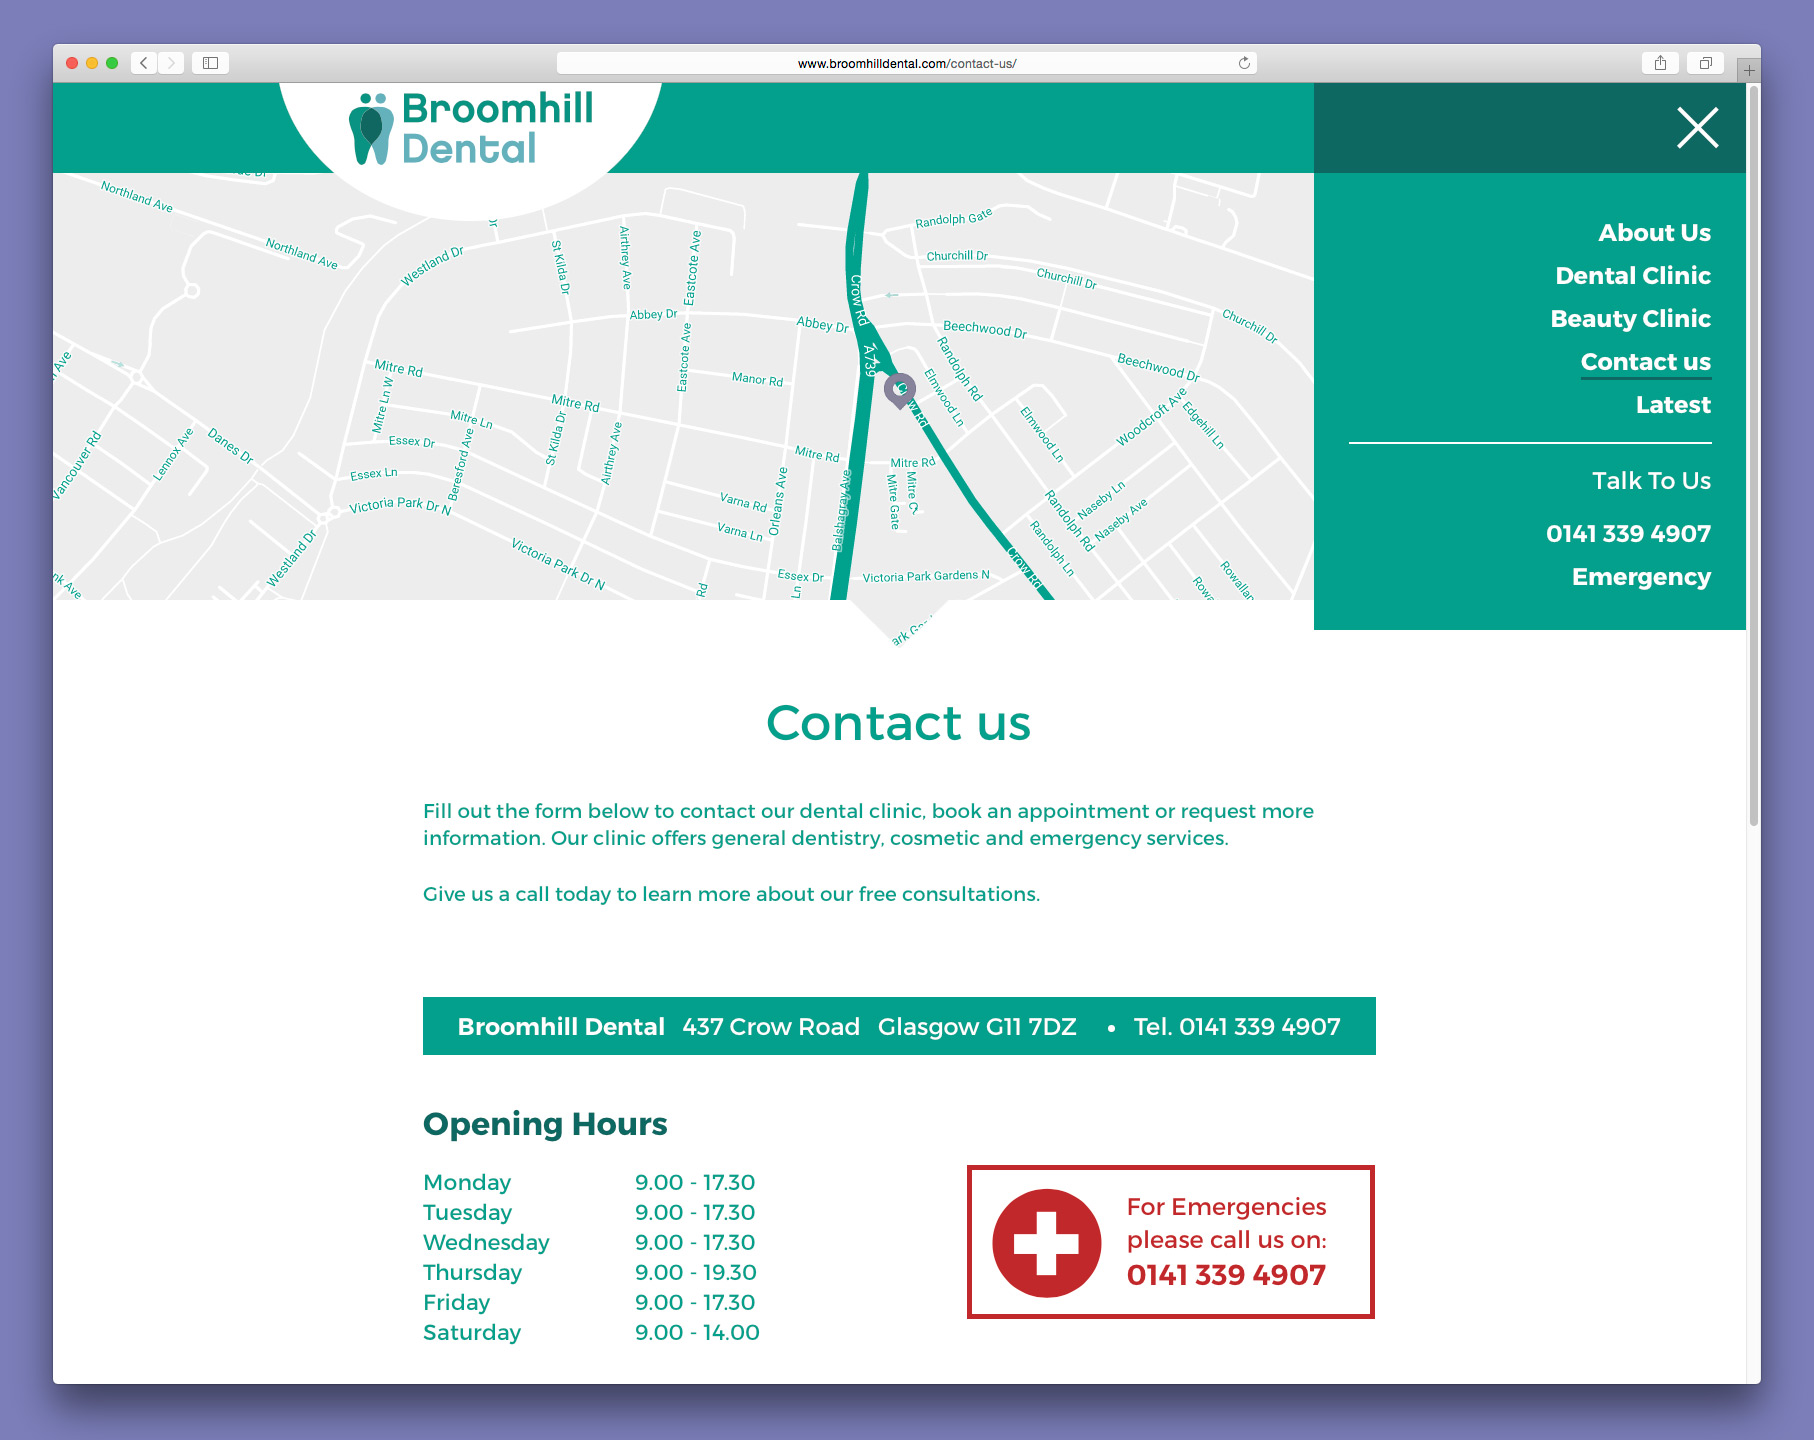 www.broomhilldental.com/contact-us/
Broomhill
Dental
About Us
Dental Clinic
Beauty Clinic
Contact us
Latest
Talk To Us
0141 339 4907
Emergency
Northland Ave
Northland Ave
Westland Dr
St Kilda Dr
Airthrey Ave
Eastcote Ave
Randolph Gate
Churchill Dr
Churchill Dr
Churchill Dr
Crow Rd
Abbey Dr
Abbey Dr
Beechwood Dr
Beechwood Dr
Eastcote Ave
A739
Randolph Rd
Mitre Rd
Manor Rd
Elmwood Ln
Mitre Ln W
Mitre Rd
Crow Rd
Woodcroft Ave
Edgehill Ln
Mitre Ln
St Kilda Dr
Airthrey Ave
Elmwood Ln
Vancouver Rd
Lennox Ave
Danes Dr
Essex Dr
Beresford Ave
Mitre Rd
Mitre Rd
Essex Ln
Orleans Ave
Balshagray Ave
Mitre Gate
Mitre Ct
Naseby Ln
Naseby Ave
Victoria Park Dr N
Varna Rd
Varna Ln
Randolph Rd
Randolph Ln
Westland Dr
Victoria Park Dr N
Essex Dr
Victoria Park Gardens N
Crow Rd
Rd
Ln
Contact us
Fill out the form below to contact our dental clinic, book an appointment or request more
information. Our clinic offers general dentistry, cosmetic and emergency services.
Give us a call today to learn more about our free consultations.
Broomhill Dental 437 Crow Road Glasgow G11 7DZ • Tel. 0141 339 4907
Opening Hours
Monday 9.00 - 17.30
Tuesday 9.00 - 17.30
Wednesday 9.00 - 17.30
Thursday 9.00 - 19.30
Friday 9.00 - 17.30
Saturday 9.00 - 14.00
For Emergencies
please call us on:
0141 339 4907